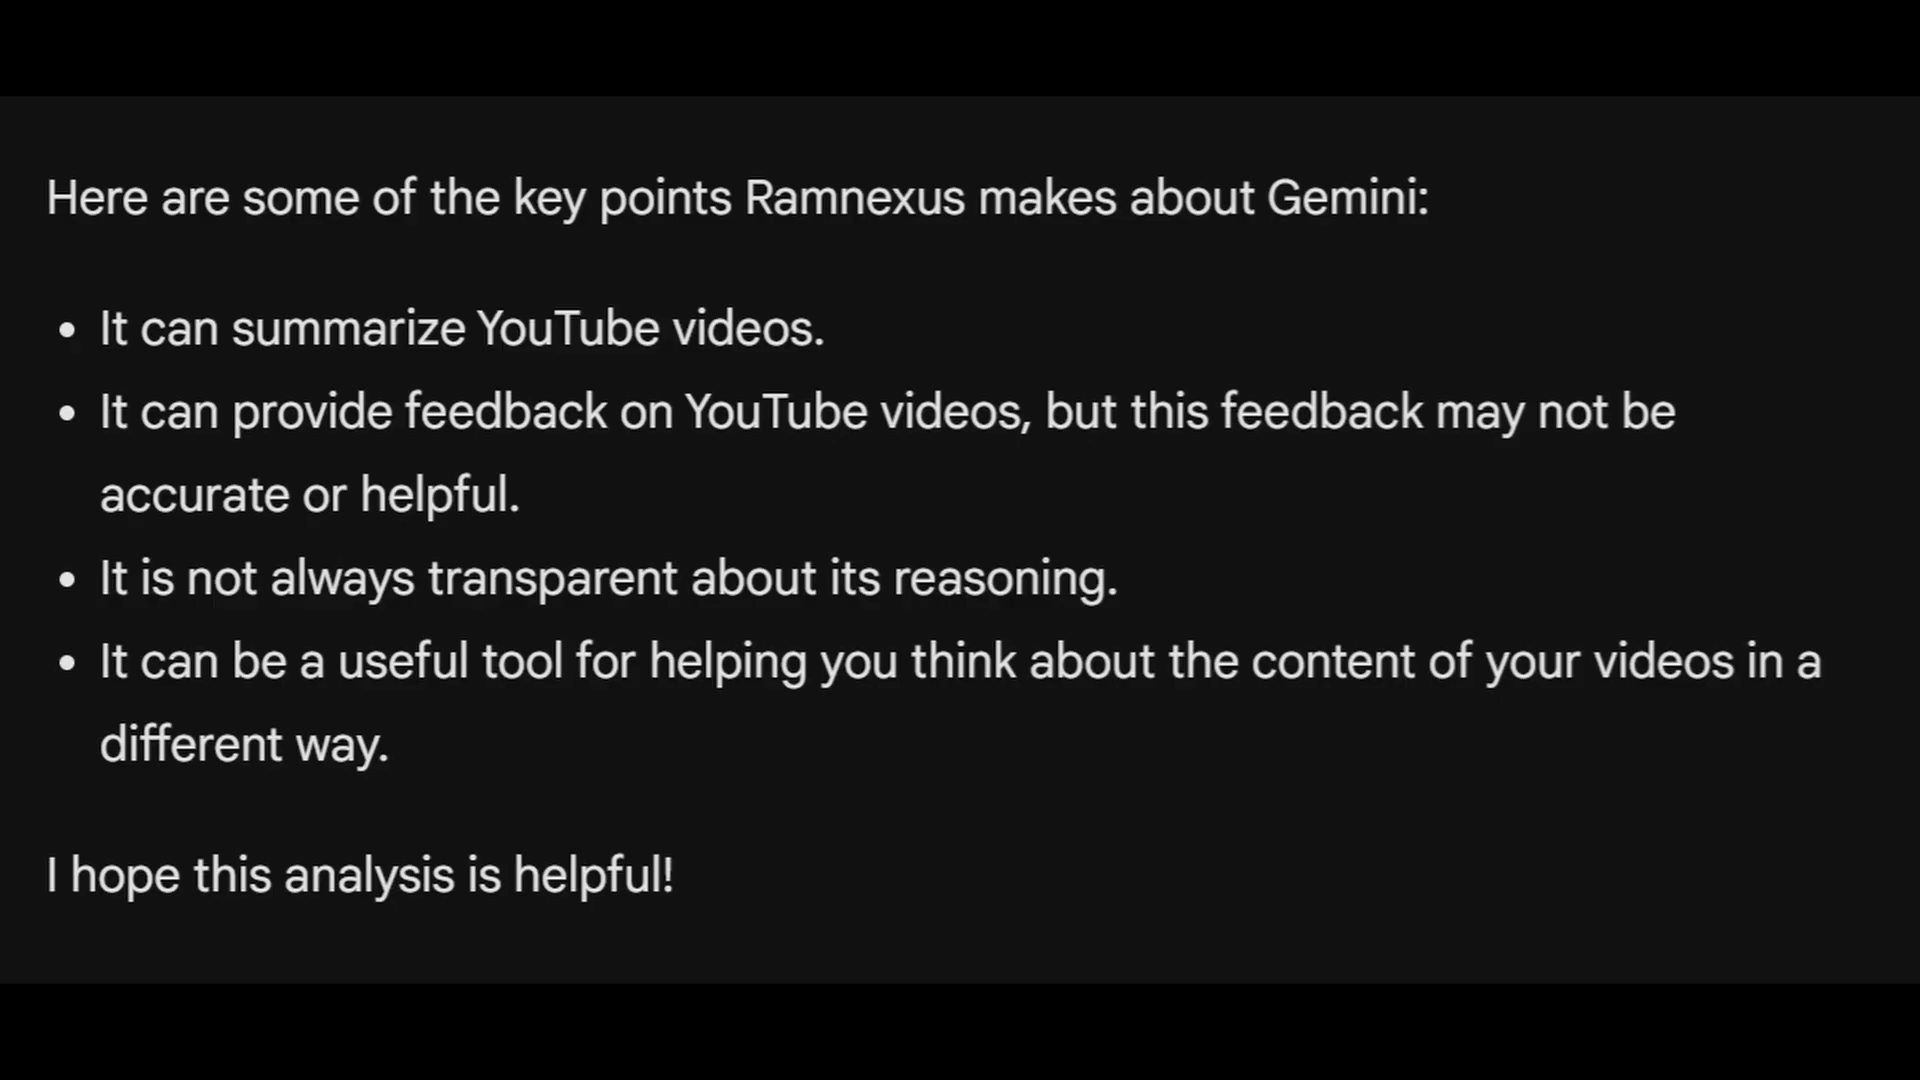 Here are some of the key points Ramnexus makes about Gemini:
• It can summarize YouTube videos.
• It can provide feedback on YouTube videos, but this feedback may not be
accurate or helpful.
• It is not always transparent about its reasoning.
• It can be a useful tool for helping you think about the content of your videos in a
different way.
I hope this analysis is helpful!